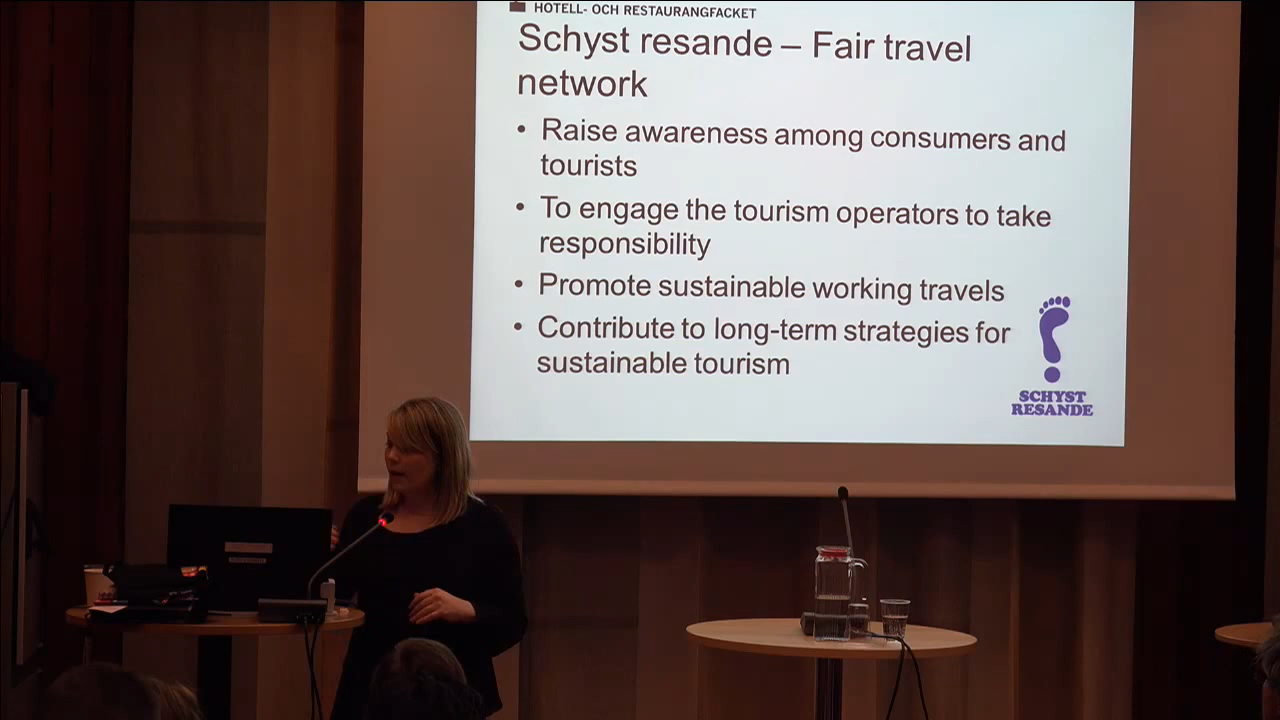 HOTELL- OCH RESTAURANGFACKET
Schyst resande – Fair travel
network
• Raise awareness among consumers and
tourists
• To engage the tourism operators to take
responsibility
• Promote sustainable working travels
• Contribute to long-term strategies for
sustainable tourism
SCHYST
RESANDE